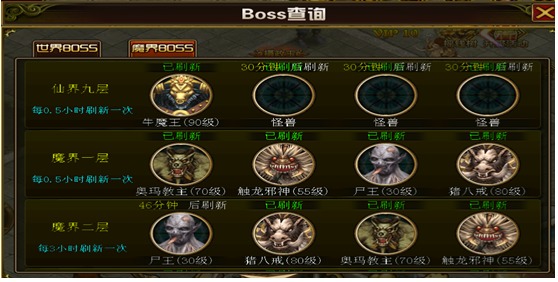 Boss查询
世界BOSS
魔界BOSS
已刷新
30分钟后刷新
30分钟后刷新
30分钟后刷新
仙界九层
每0.5小时刷新一次
牛魔王(90级)
怪兽
怪兽
怪兽
已刷新
已刷新
已刷新
已刷新
魔界一层
每0.5小时刷新一次
奥玛教主(70级)
触龙邪神(55级)
尸王(30级)
猪八戒(80级)
46分钟 后刷新
已刷新
已刷新
已刷新
魔界二层
每3小时刷新一次
尸王(30级)
猪八戒(80级)
奥玛教主(70级)
触龙邪神(55级)